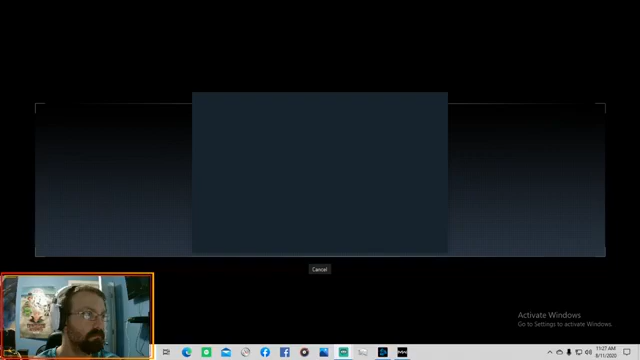 Cancel
Activate Windows
Go to Settings to activate Windows.
11:27 AM
8/11/2020